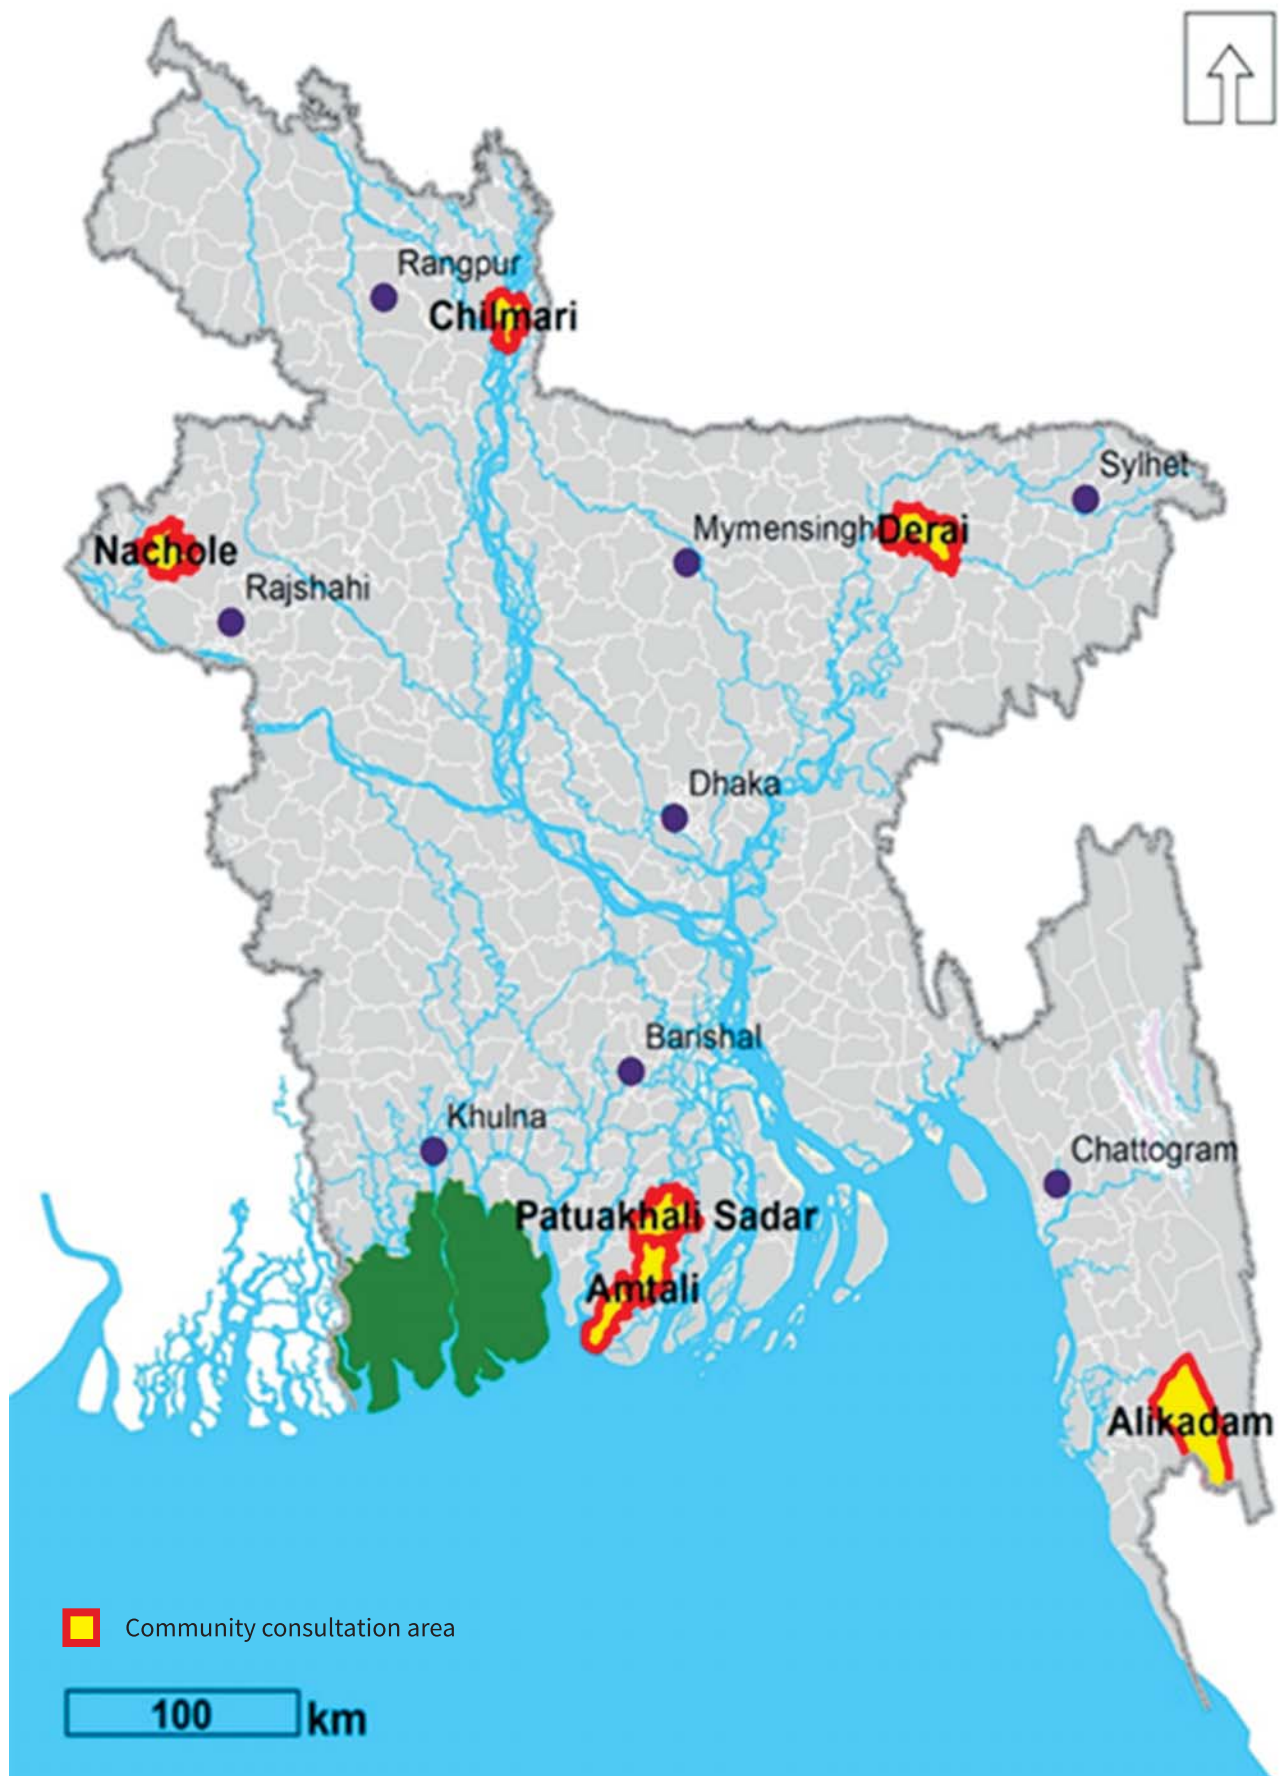 Rangpur
Chilmari
Sylhet
Mymensingh
Derai
Nachole
Rajshahi
Dhaka
Barishal
Khulna
Chattogram
Patuakhali Sadar
Amtali
Alikadam
Community consultation area
100 km